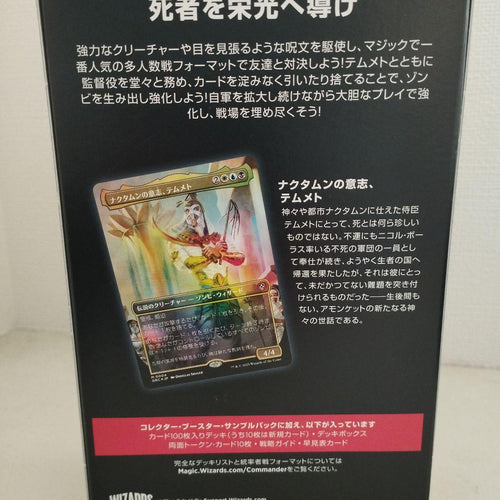 死者を栄光へ導け
強力なクリーチャーや目を見張るような呪文を駆使し、マジックで一
番人気の多人数戦フォーマットで友達と対決しよう!テムメトとともに
監督役を堂々と務め、カードを淀みなく引いたり捨てることで、ゾン
ビを生み出し強化しよう!自軍を拡大し続けながら大胆なプレイで強
化し、戦場を埋め尽くそう!
ナクタムンの意志、テムメト
伝説のクリーチャー — ゾンビ・ウィザード
4/4
ナクタムンの意志、
テムメト
神々や都市ナクタムンに仕えた侍臣
テムメトにとって、死とは何ら珍しい
ものではない。不運にもニコル・ボー
ラス率いる不死の軍団の一員とし
て奉仕が続き、ようやく生者の国へ
帰還を果たしたが、それは彼にとっ
て、未だかつてない難題を突き付
けられるものだった──生後間も
ない、アモンケットの新たなる神々
の世話である。
コレクター・ブースター・サンプルパックに加え、以下が入っています
カード100枚入りデッキ(うち10枚は新規カード)・デッキボックス
両面トークン・カード10枚・戦略ガイド・早見表カード
完全なデッキリストと統率者戦フォーマットについては
Magic.Wizards.com/Commanderをご覧ください。
WIZARDS